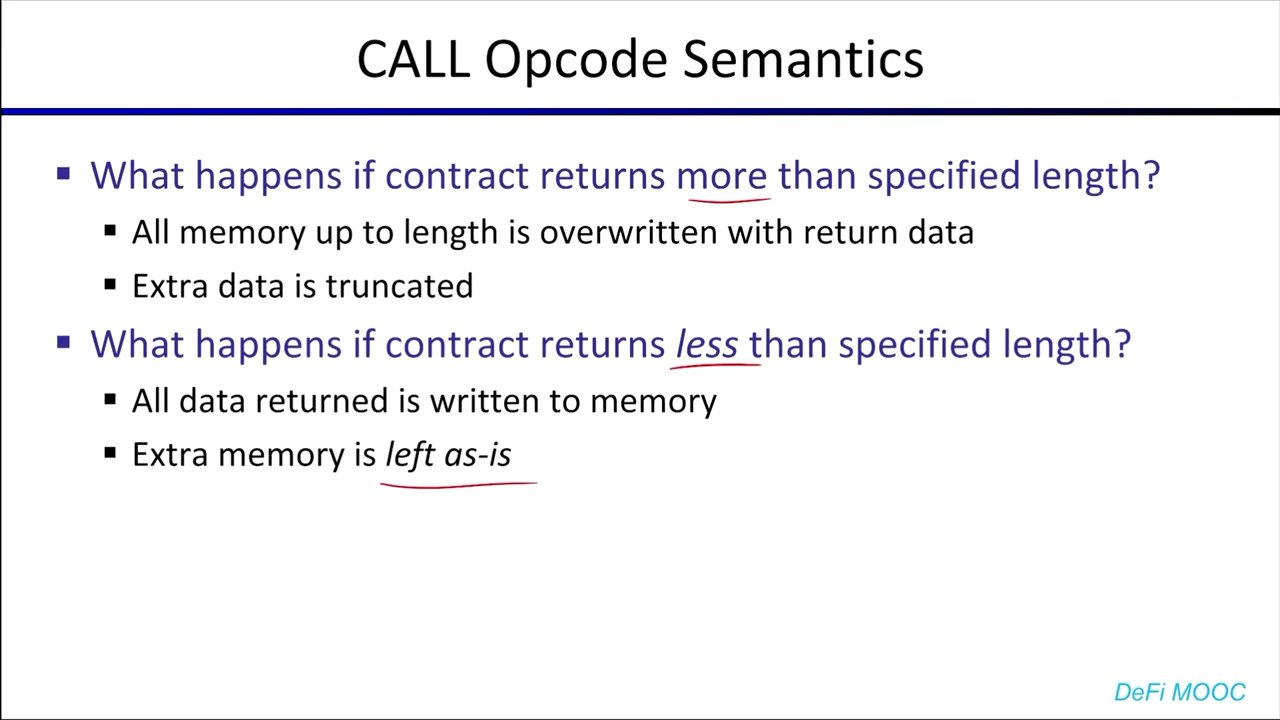 CALL Opcode Semantics
▪ What happens if contract returns more than specified length?
▪ All memory up to length is overwritten with return data
▪ Extra data is truncated
▪ What happens if contract returns less than specified length?
▪ All data returned is written to memory
▪ Extra memory is left as-is
DeFi MOOC